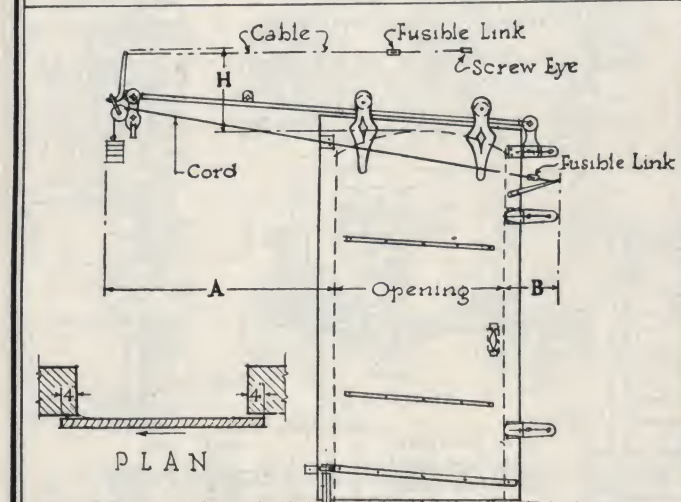 Cable
Fusible Link
H
Screw Eye
Cord
Fusible Link
A
Opening
B
4
4
PLAN